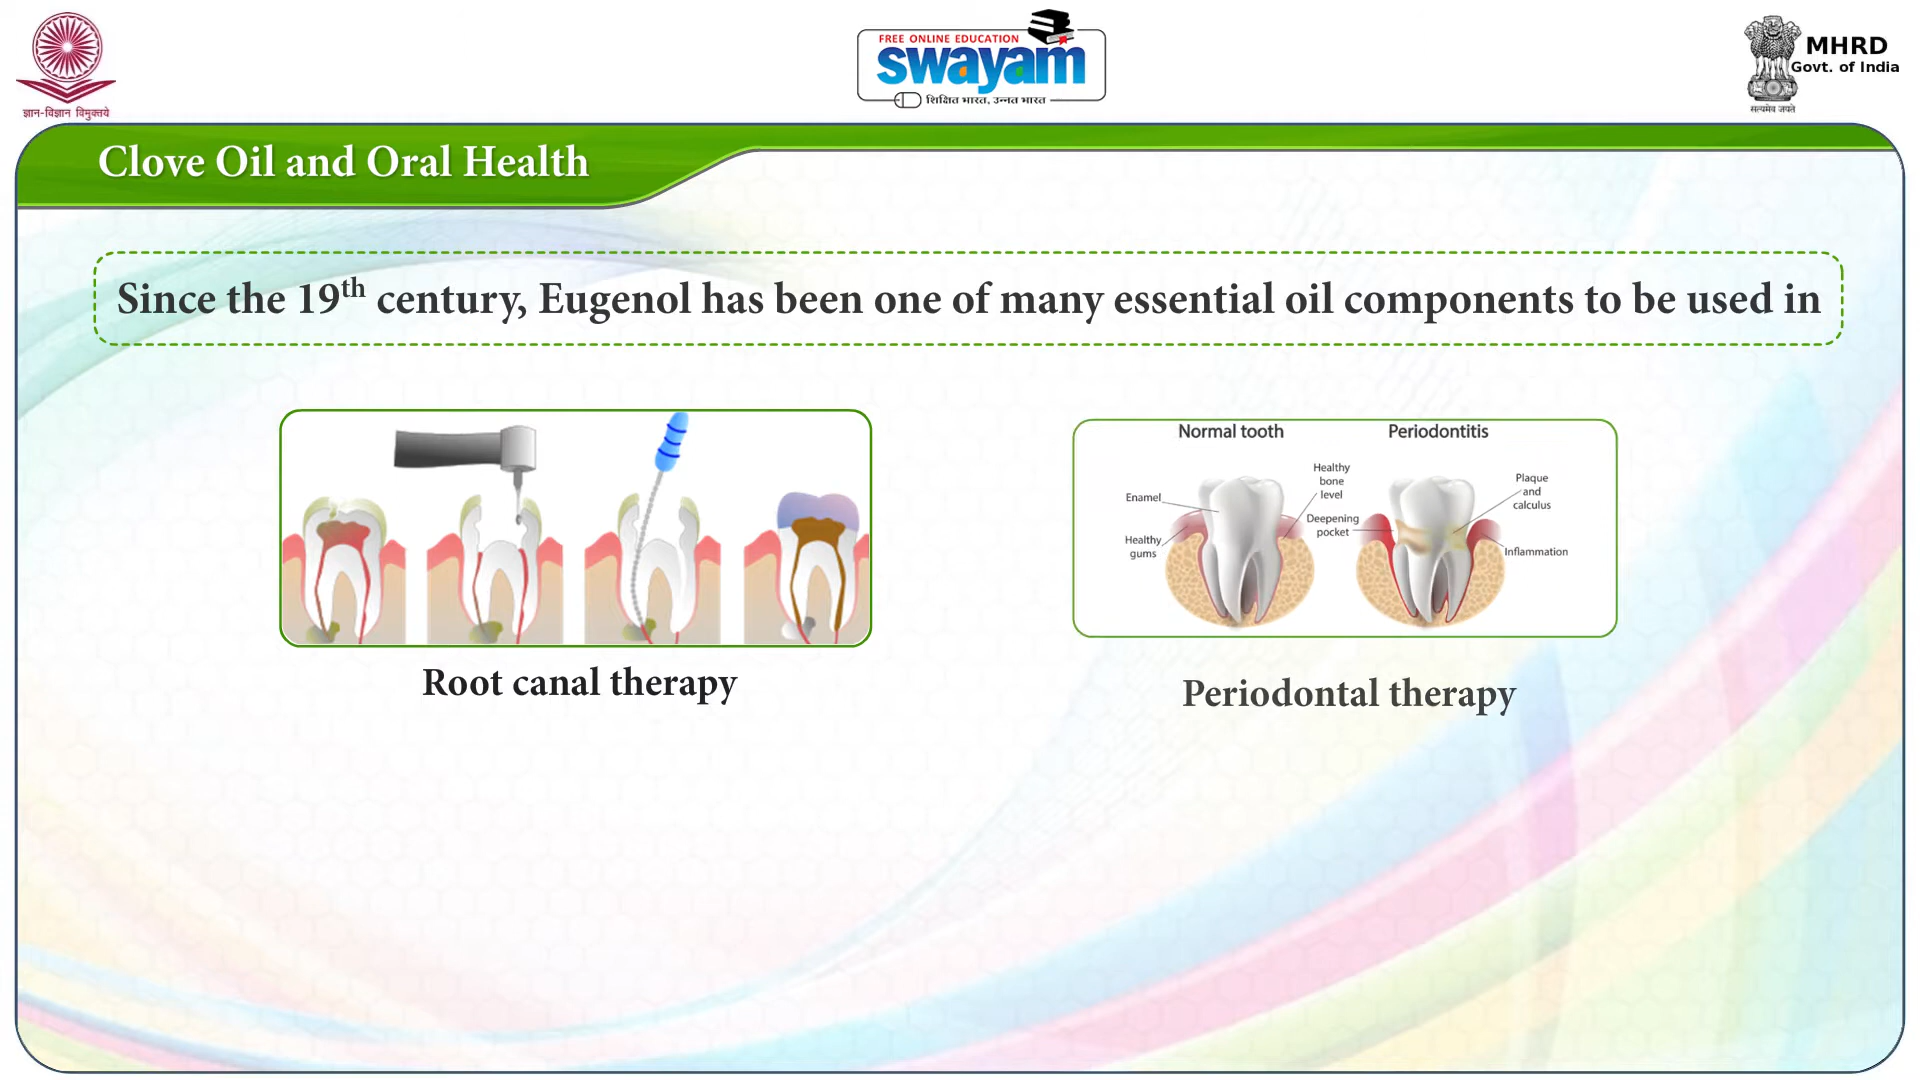 ज्ञान-विज्ञान विमुक्तये
FREE ONLINE EDUCATION
swayam
शिक्षित भारत, उन्नत भारत
MHRD
Govt. of India
सत्यमेव जयते
Clove Oil and Oral Health
Since the 19th century, Eugenol has been one of many essential oil components to be used in
Normal tooth
Periodontitis
Enamel
Healthy
gums
Healthy
bone
level
Deepening
pocket
Plaque
and
calculus
Inflammation
Root canal therapy
Periodontal therapy